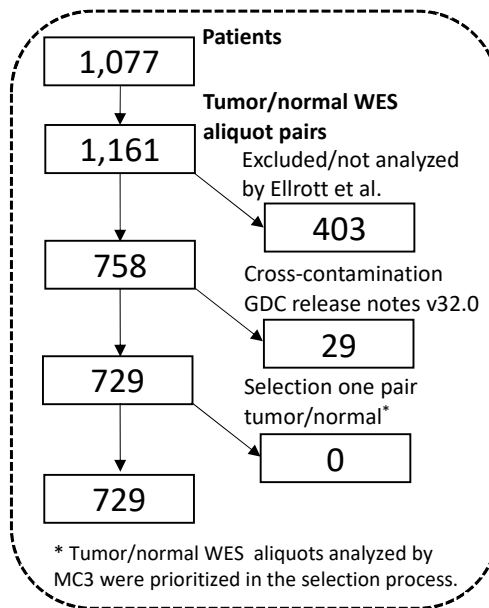 Patients
1,077
Tumor/normal WES
aliquot pairs
1,161
Excluded/not analyzed
by Ellrott et al.
403
758
Cross-contamination
GDC release notes v32.0
29
729
Selection one pair
tumor/normal*
0
729
* Tumor/normal WES aliquots analyzed by
MC3 were prioritized in the selection process.